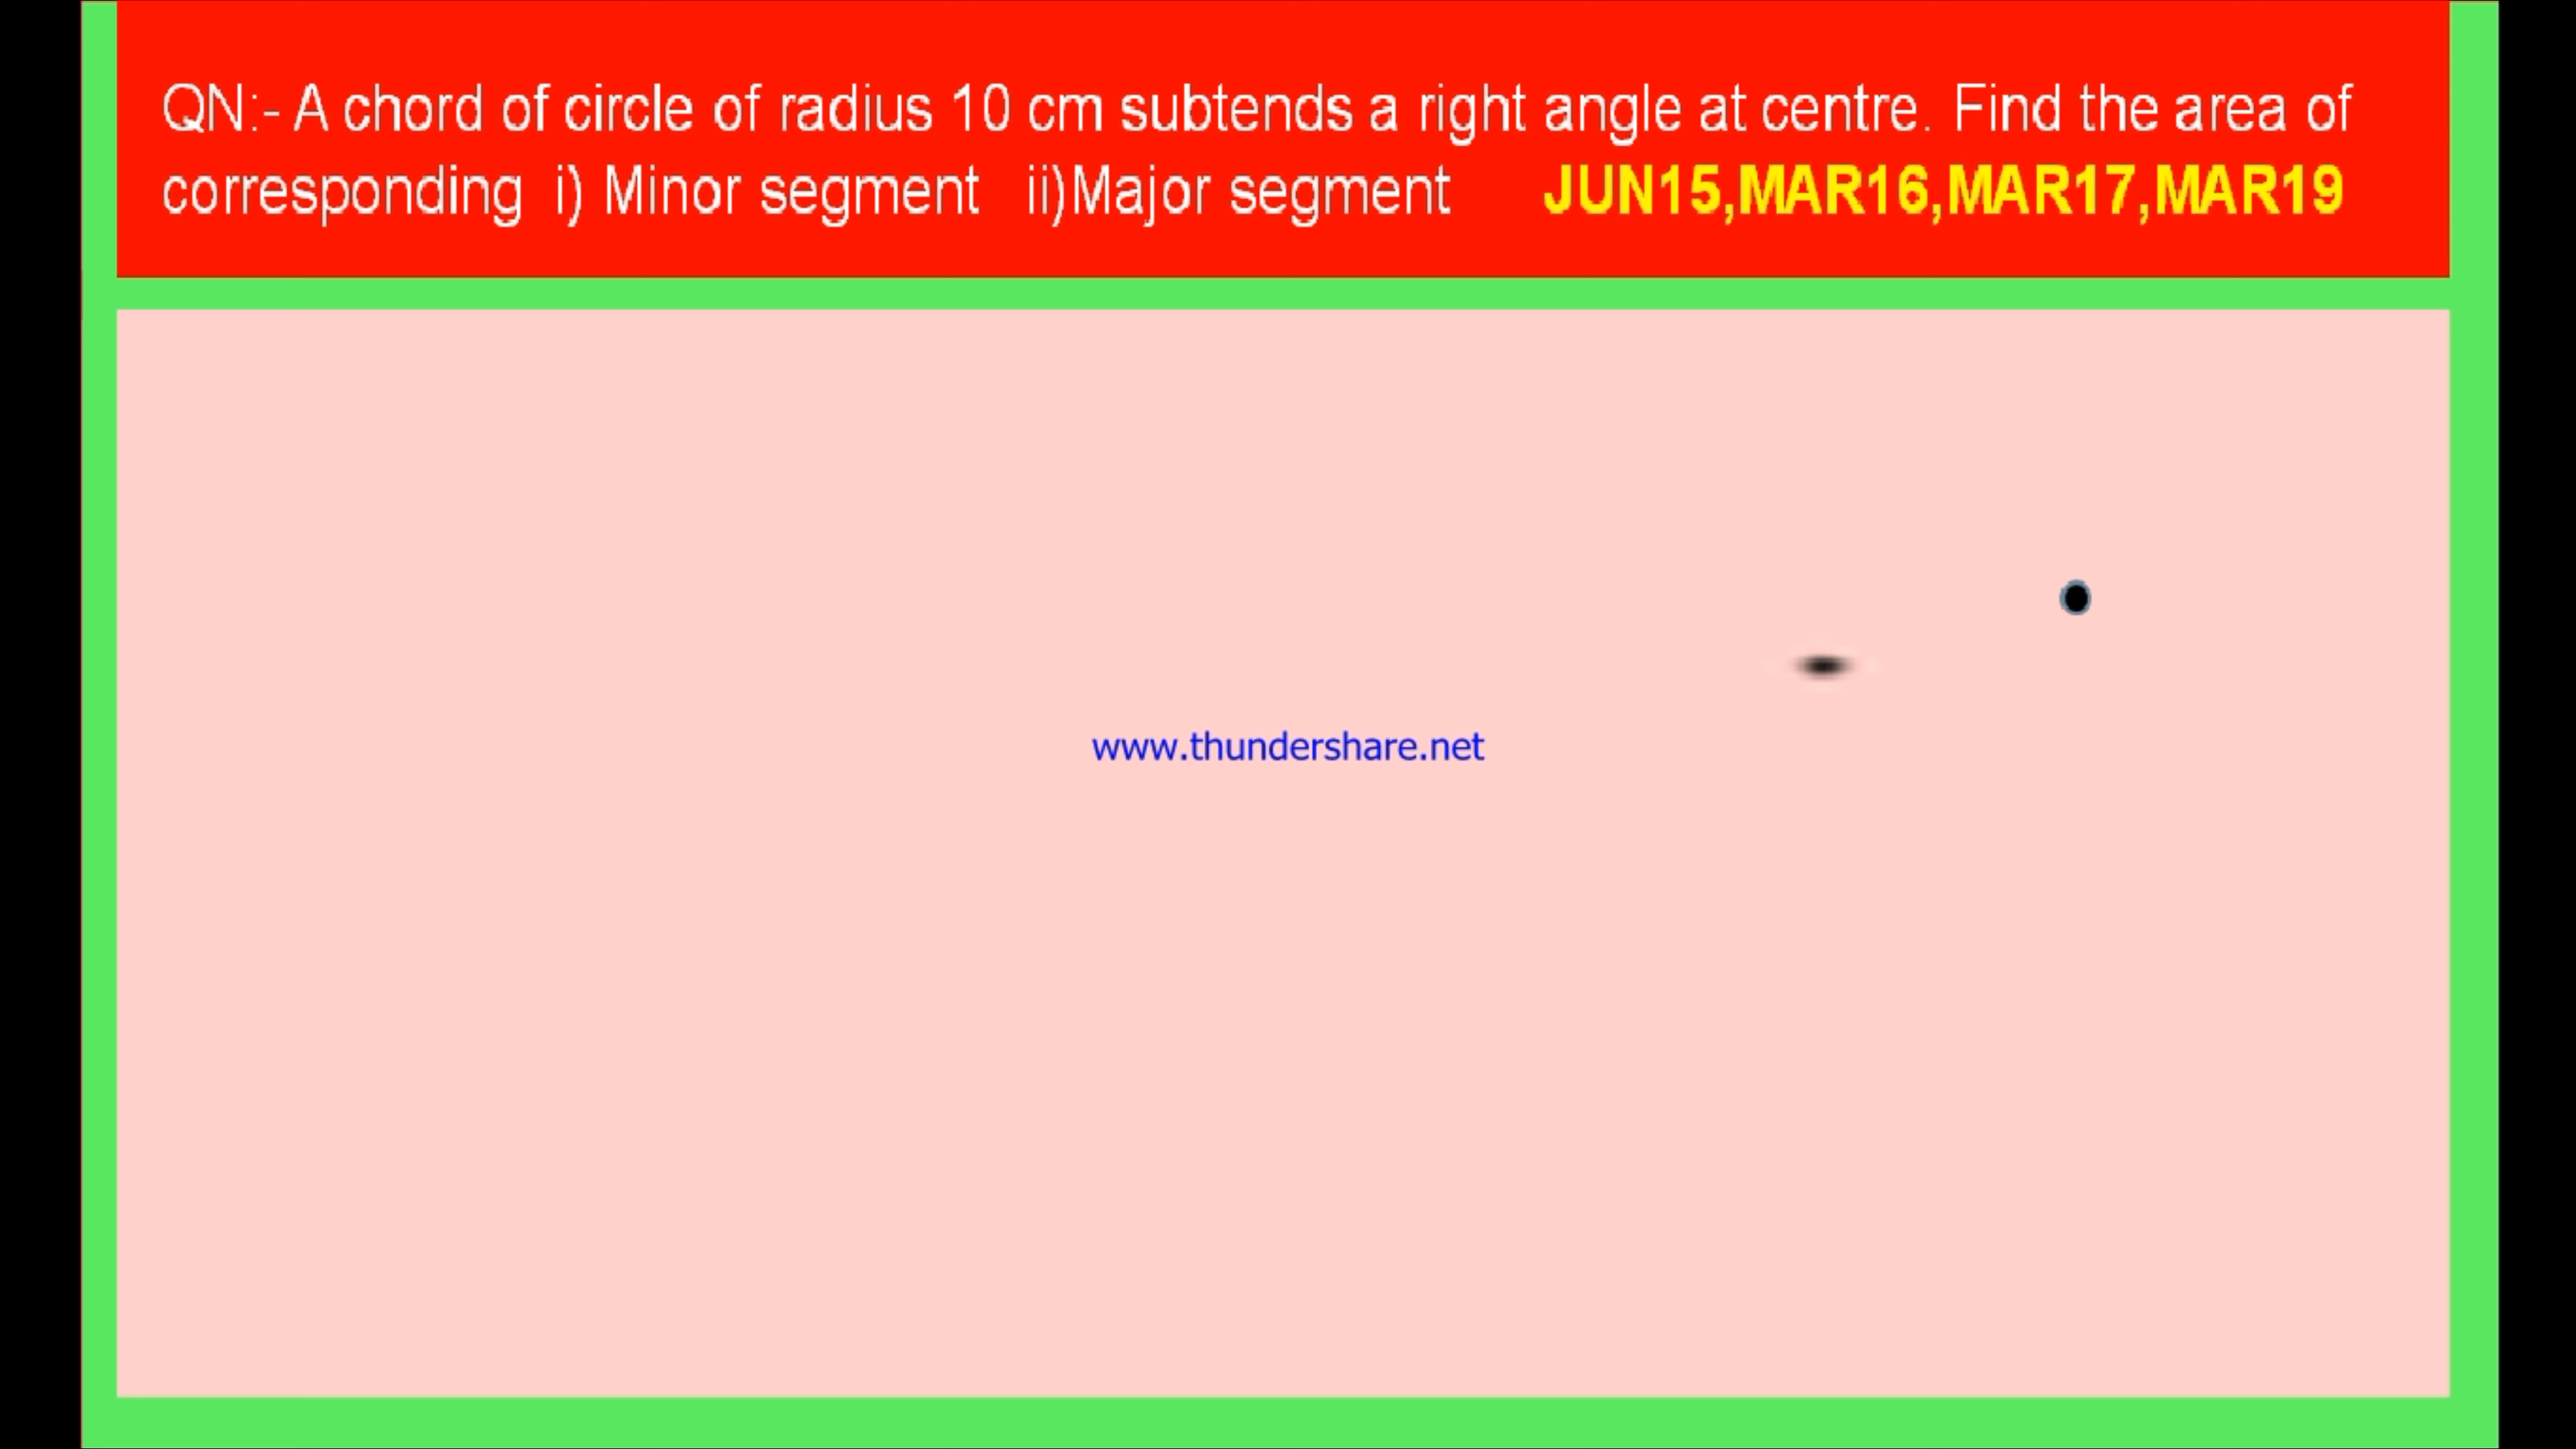 QN:- A chord of circle of radius 10 cm subtends a right angle at centre. Find the area of
corresponding i) Minor segment ii)Major segment JUN15,MAR16,MAR17,MAR19
www.thundershare.net